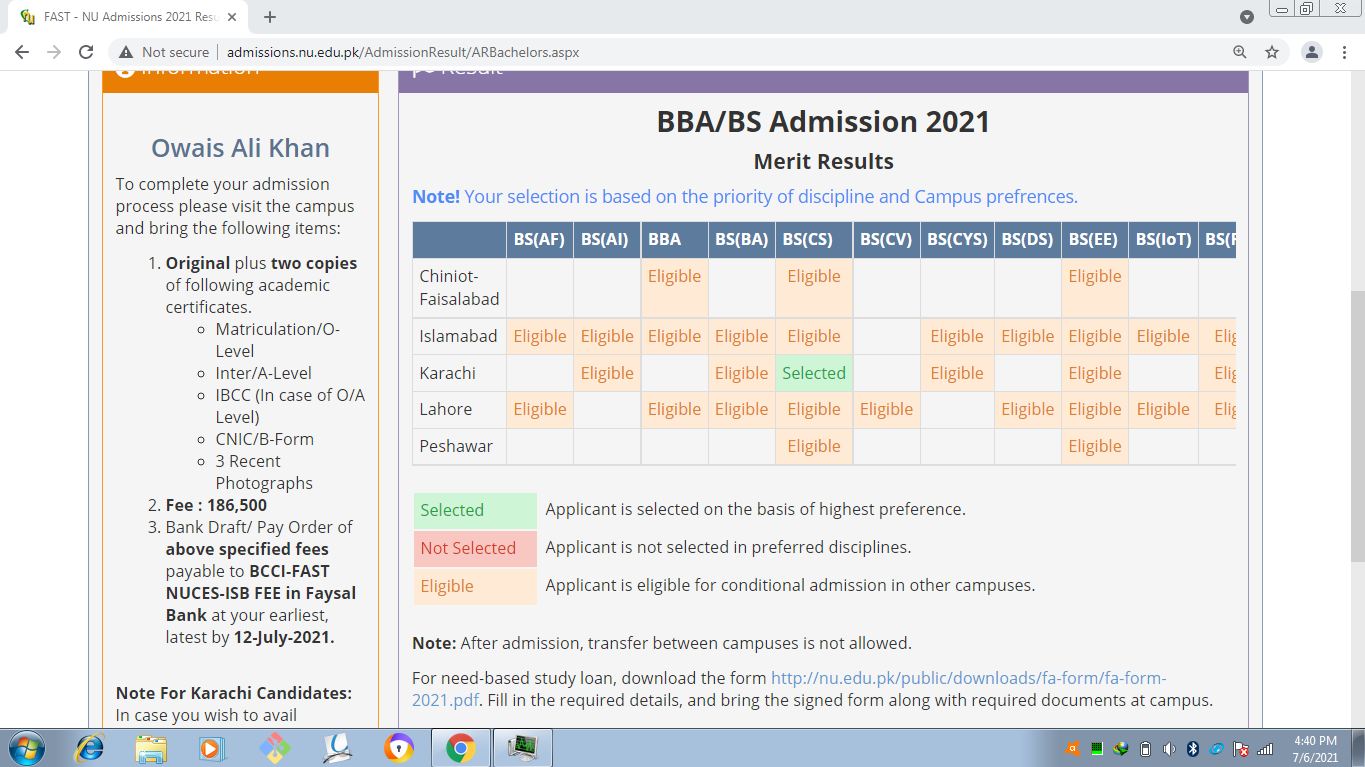 FAST - NU Admissions 2021 Resu
Not secure admissions.nu.edu.pk/AdmissionResult/ARBachelors.aspx
Information
Result
Owais Ali Khan
To complete your admission
process please visit the campus
and bring the following items:
1. Original plus two copies
of following academic
certificates.
Matriculation/O-
Level
Inter/A-Level
IBCC (In case of O/A
Level)
CNIC/B-Form
3 Recent
Photographs
2. Fee : 186,500
3. Bank Draft/ Pay Order of
above specified fees
payable to BCCI-FAST
NUCES-ISB FEE in Faysal
Bank at your earliest,
latest by 12-July-2021.
Note For Karachi Candidates:
In case you wish to avail
BBA/BS Admission 2021
Merit Results
Note! Your selection is based on the priority of discipline and Campus prefrences.
BS(AF) BS(AI) BBA BS(BA) BS(CS) BS(CV) BS(CYS) BS(DS) BS(EE) BS(IoT)
Chiniot-
Faisalabad Eligible Eligible Eligible
Islamabad Eligible Eligible Eligible Eligible Eligible Eligible Eligible Eligible Eligible Elig
Karachi Eligible Eligible Selected Eligible Eligible Elig
Lahore Eligible Eligible Eligible Eligible Eligible Eligible Eligible Eligible Elig
Peshawar Eligible Eligible
Selected Applicant is selected on the basis of highest preference.
Not Selected Applicant is not selected in preferred disciplines.
Eligible Applicant is eligible for conditional admission in other campuses.
Note: After admission, transfer between campuses is not allowed.
For need-based study loan, download the form http://nu.edu.pk/public/downloads/fa-form/fa-form-
2021.pdf. Fill in the required details, and bring the signed form along with required documents at campus.
4:40 PM
7/6/2021